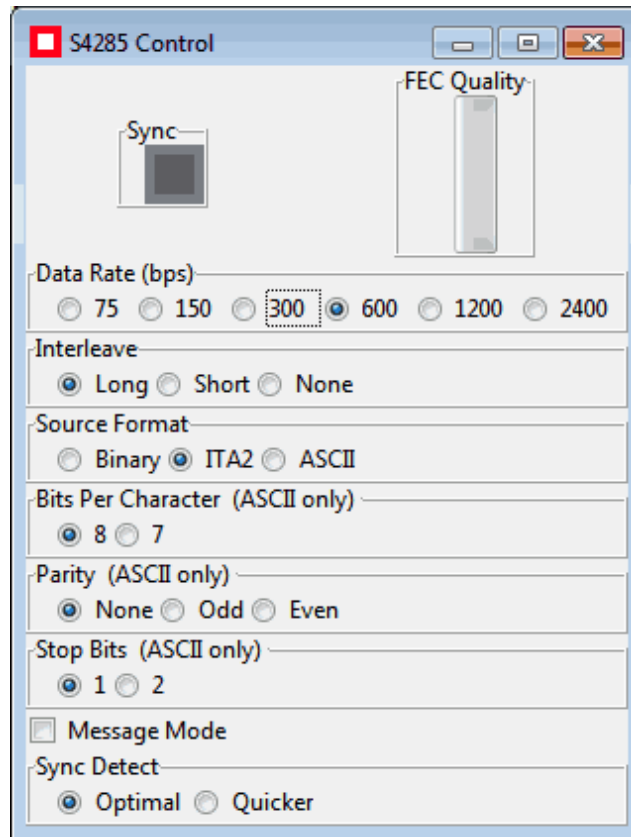 S4285 Control
FEC Quality
Sync
Data Rate (bps)
75 150 300 600 1200 2400
Interleave
Long Short None
Source Format
Binary ITA2 ASCII
Bits Per Character (ASCII only)
8 7
Parity (ASCII only)
None Odd Even
Stop Bits (ASCII only)
1 2
Message Mode
Sync Detect
Optimal Quicker